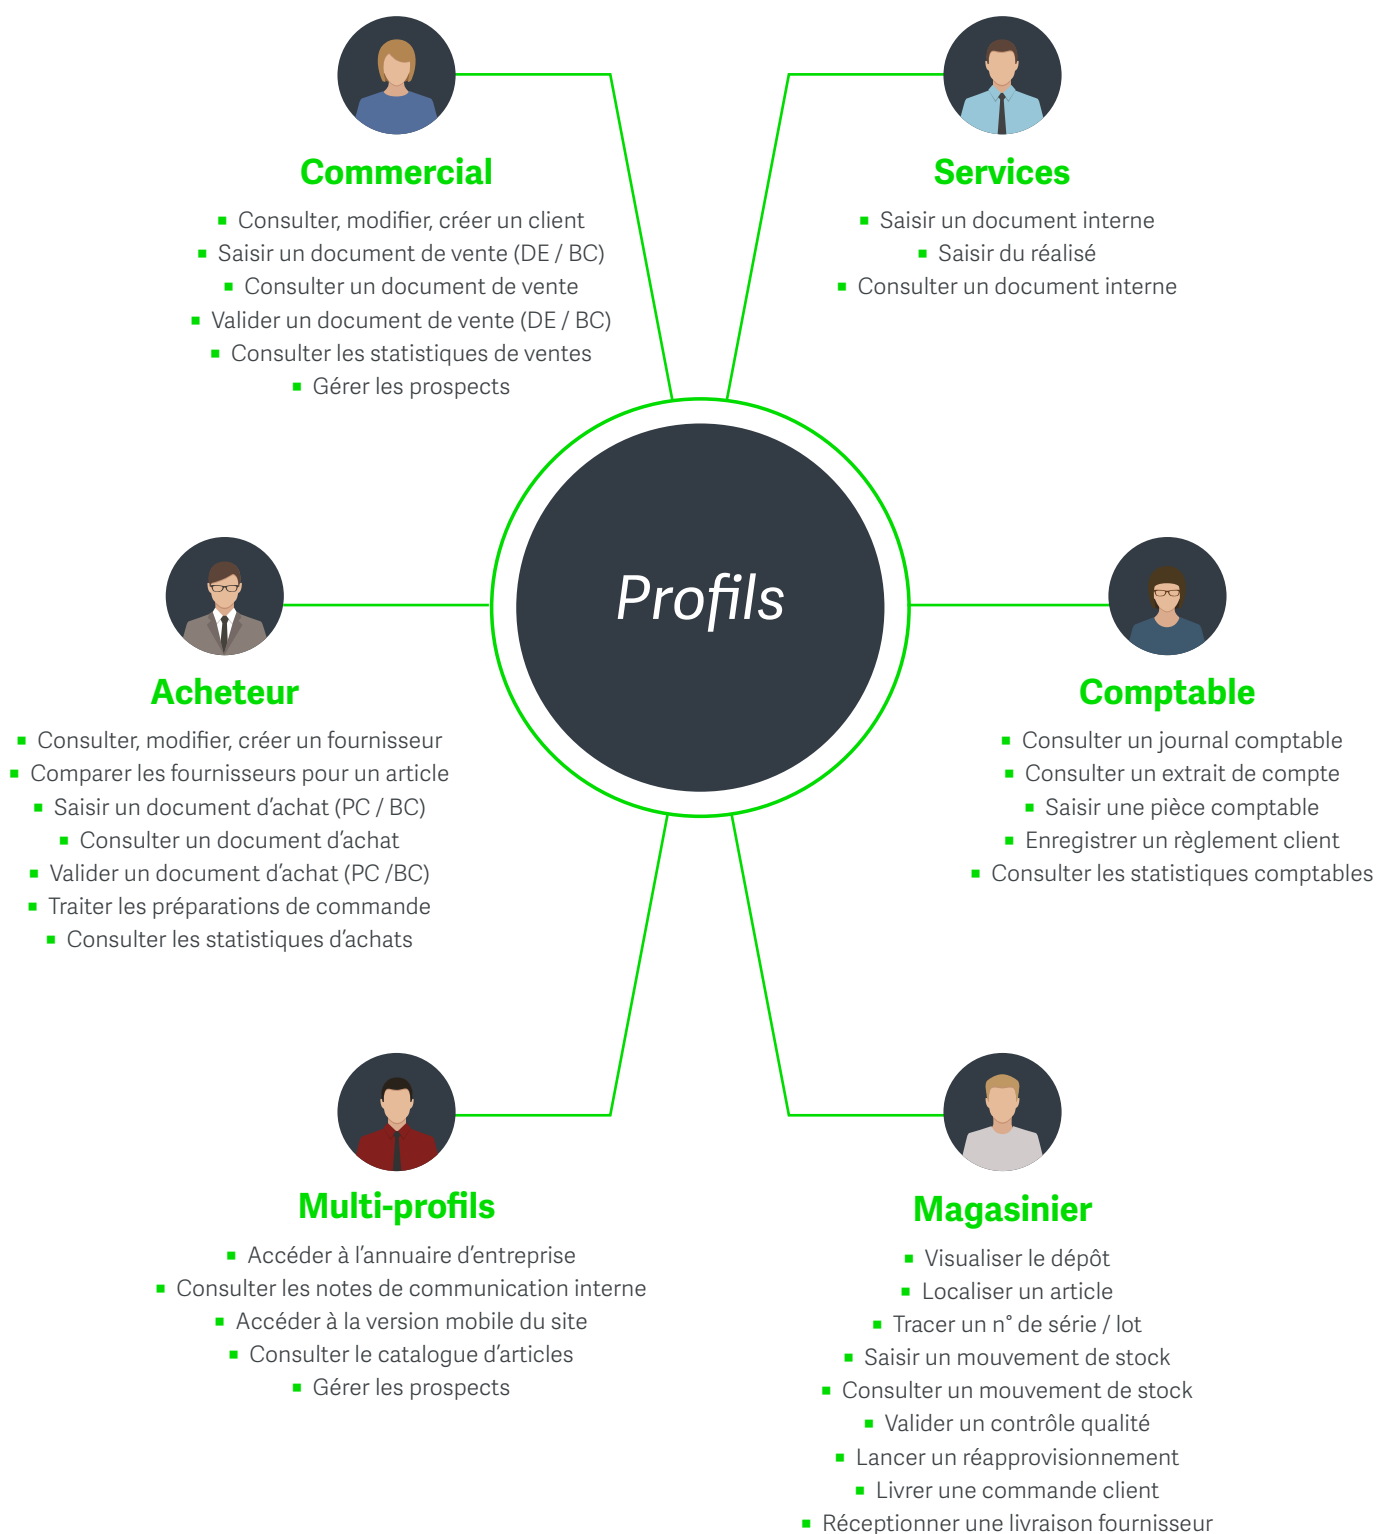 Commercial
▪ Consulter, modifier, créer un client
▪ Saisir un document de vente (DE / BC)
▪ Consulter un document de vente
▪ Valider un document de vente (DE / BC)
▪ Consulter les statistiques de ventes
▪ Gérer les prospects
Services
▪ Saisir un document interne
▪ Saisir du réalisé
▪ Consulter un document interne
Profils
Acheteur
▪ Consulter, modifier, créer un fournisseur
▪ Comparer les fournisseurs pour un article
▪ Saisir un document d’achat (PC / BC)
▪ Consulter un document d’achat
▪ Valider un document d’achat (PC /BC)
▪ Traiter les préparations de commande
▪ Consulter les statistiques d’achats
Comptable
▪ Consulter un journal comptable
▪ Consulter un extrait de compte
▪ Saisir une pièce comptable
▪ Enregistrer un règlement client
▪ Consulter les statistiques comptables
Multi-profils
▪ Accéder à l’annuaire d’entreprise
▪ Consulter les notes de communication interne
▪ Accéder à la version mobile du site
▪ Consulter le catalogue d’articles
▪ Gérer les prospects
Magasinier
▪ Visualiser le dépôt
▪ Localiser un article
▪ Tracer un n° de série / lot
▪ Saisir un mouvement de stock
▪ Consulter un mouvement de stock
▪ Valider un contrôle qualité
▪ Lancer un réapprovisionnement
▪ Livrer une commande client
▪ Réceptionner une livraison fournisseur